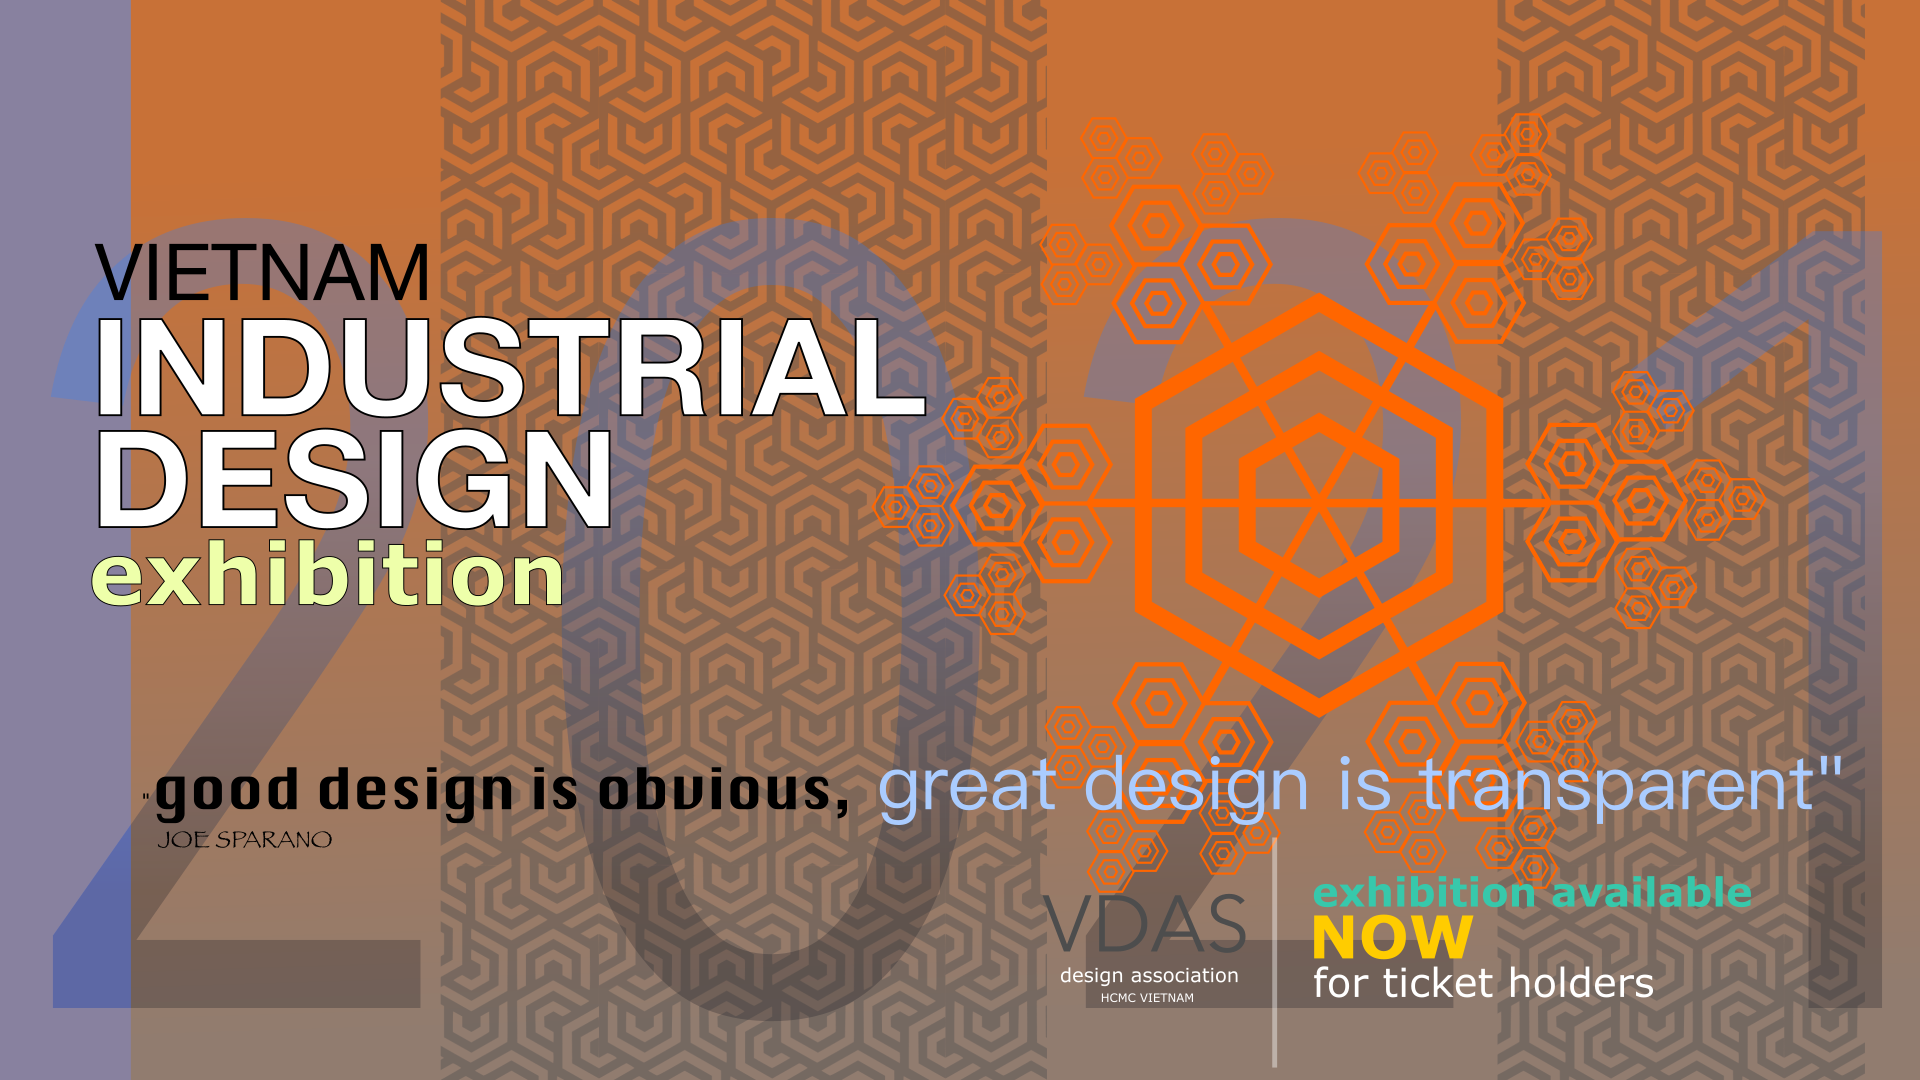 2021
VIETNAM
INDUSTRIAL
DESIGN
exhibition
"good design is obvious, great design is transparent"
JOE SPARANO
VDAS
design association
HCMC VIETNAM
exhibition available
NOW
for ticket holders